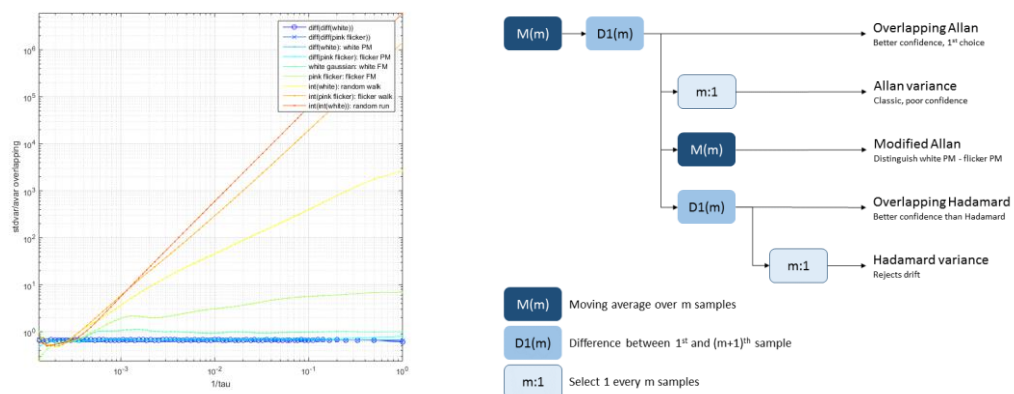 10^6
10^5
10^4
10^3
10^2
10^1
10^0
stdvar/avar overlapping
diff(diff(white))
diff(diff(pink flicker))
diff(white): white PM
diff(pink flicker): flicker PM
white gaussian: white FM
pink flicker: flicker FM
int(white): random walk
int(pink flicker): flicker walk
int(int(white)): random run
10^-3
10^-2
10^-1
10^0
1/tau
M(m)
D1(m)
Overlapping Allan
Better confidence, 1st choice
m:1
Allan variance
Classic, poor confidence
M(m)
Modified Allan
Distinguish white PM - flicker PM
D1(m)
Overlapping Hadamard
Better confidence than Hadamard
m:1
Hadamard variance
Rejects drift
M(m)
Moving average over m samples
D1(m)
Difference between 1st and (m+1)th sample
m:1
Select 1 every m samples